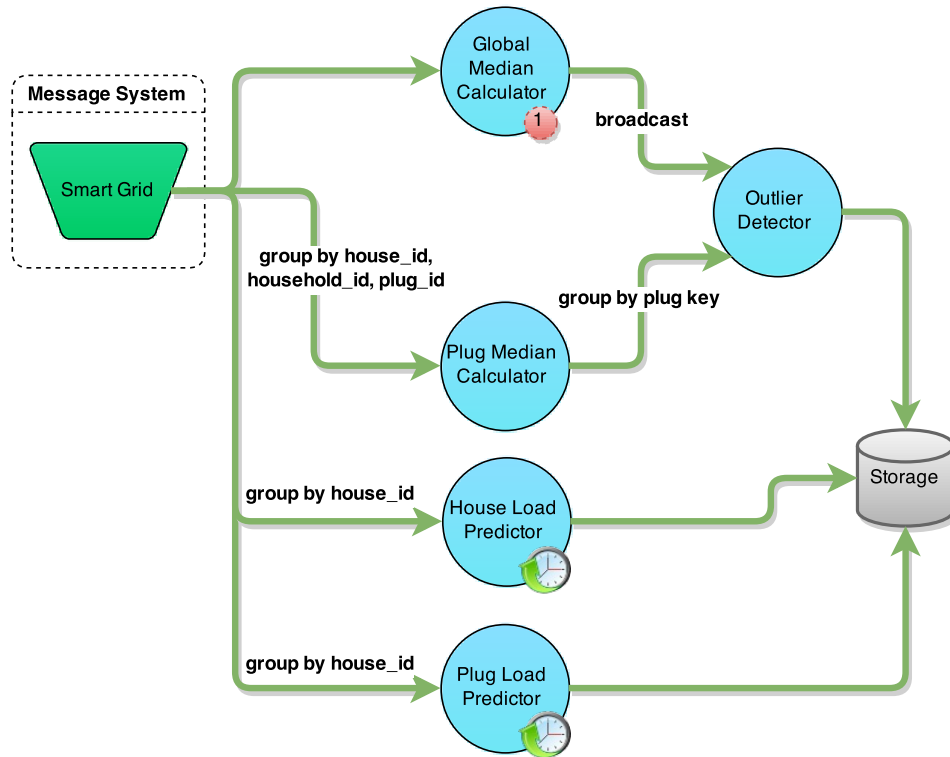 Global
Median
Calculator
1
Message System
Smart Grid
broadcast
Outlier
Detector
group by house_id,
household_id, plug_id
group by plug key
Plug Median
Calculator
group by house_id
House Load
Predictor
Storage
group by house_id
Plug Load
Predictor